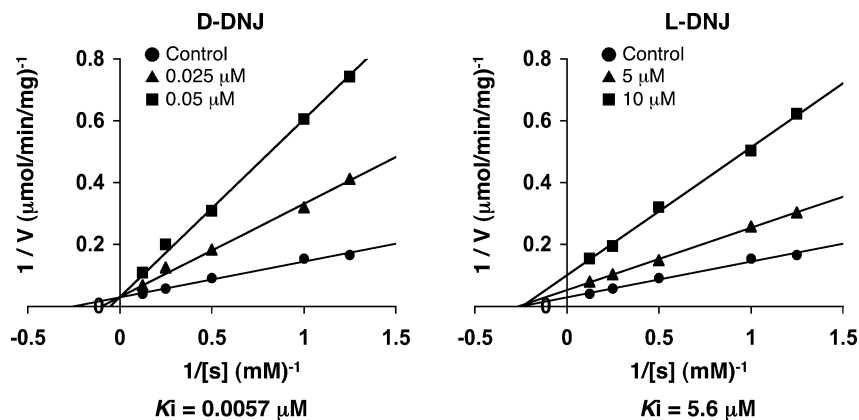 D-DNJ
Control
0.025 μM
0.05 μM
1 / V (μmol/min/mg)-1
0.8
0.6
0.4
0.2
0
-0.5
0
0.5
1
1.5
1/[s] (mM)-1
Ki = 0.0057 μM
L-DNJ
Control
5 μM
10 μM
1 / V (μmol/min/mg)-1
0.8
0.6
0.4
0.2
0
-0.5
0
0.5
1
1.5
1/[s] (mM)-1
Ki = 5.6 μM